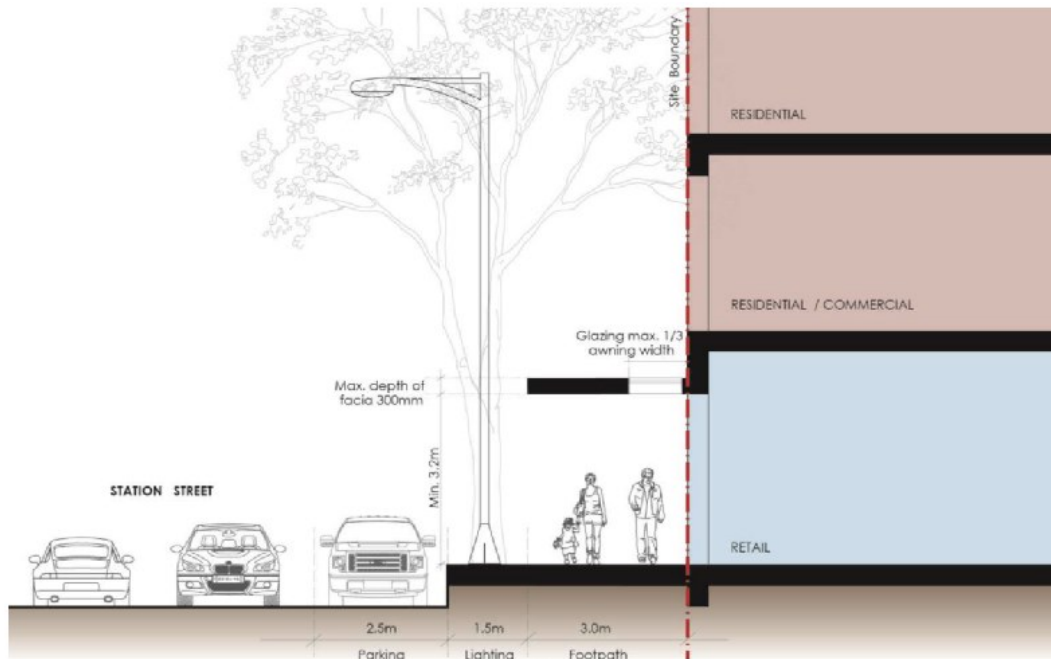 Site Boundary
RESIDENTIAL
RESIDENTIAL / COMMERCIAL
Glazing max. 1/3
awning width
Max. depth of
facia 300mm
Min. 3.2m
STATION STREET
RETAIL
2.5m
1.5m
3.0m
Parking
Lighting
Footpath